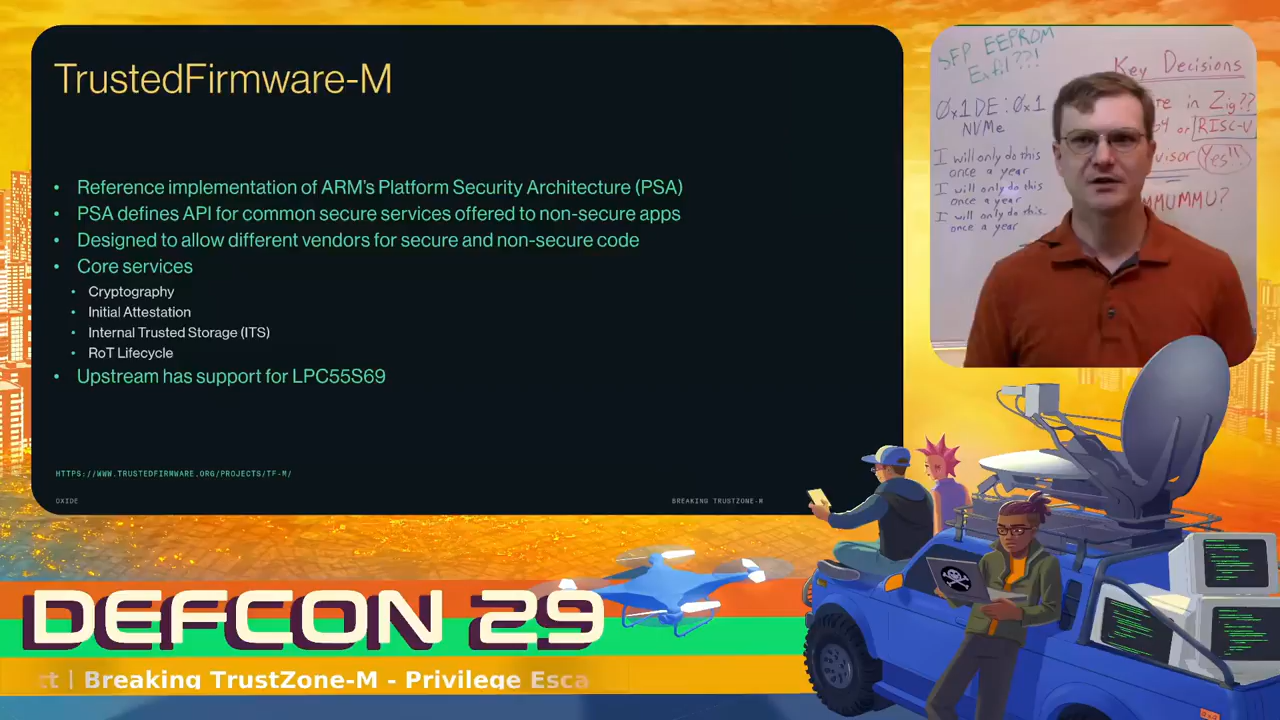 TrustedFirmware-M
• Reference implementation of ARM's Platform Security Architecture (PSA)
• PSA defines API for common secure services offered to non-secure apps
• Designed to allow different vendors for secure and non-secure code
• Core services
• Cryptography
• Initial Attestation
• Internal Trusted Storage (ITS)
• RoT Lifecycle
• Upstream has support for LPC55S69
HTTPS://WWW.TRUSTEDFIRMWARE.ORG/PROJECTS/TF-M/
OXIDE
BREAKING TRUSTZONE-M
SFP EEPROM
Exfil??!
0x1DE:0x1
NVMe
I will only do this
once a year
I will only do this
once a year
I will only do this
once a year
Key Decisions
in Zig??
or RISC-V
Yes!!
MMUMMU?
DEFCON 29
| Breaking TrustZone-M - Privilege Esca